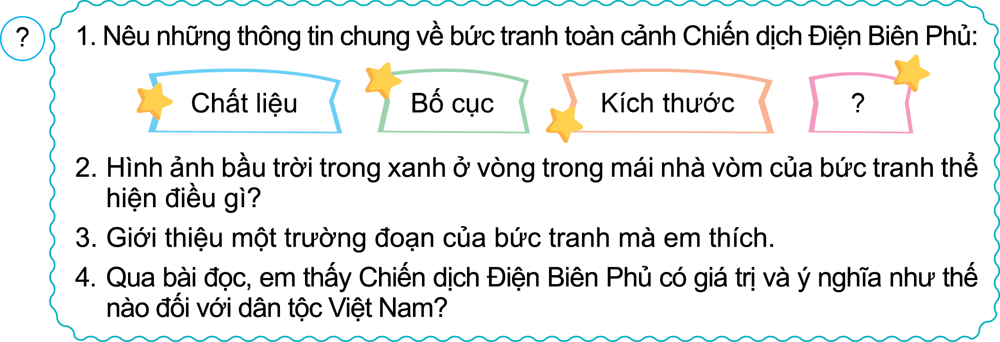 ?
1. Nêu những thông tin chung về bức tranh toàn cảnh Chiến dịch Điện Biên Phủ:
Chất liệu
Bố cục
Kích thước
?
2. Hình ảnh bầu trời trong xanh ở vòng trong mái nhà vòm của bức tranh thể
hiện điều gì?
3. Giới thiệu một trường đoạn của bức tranh mà em thích.
4. Qua bài đọc, em thấy Chiến dịch Điện Biên Phủ có giá trị và ý nghĩa như thế
nào đối với dân tộc Việt Nam?